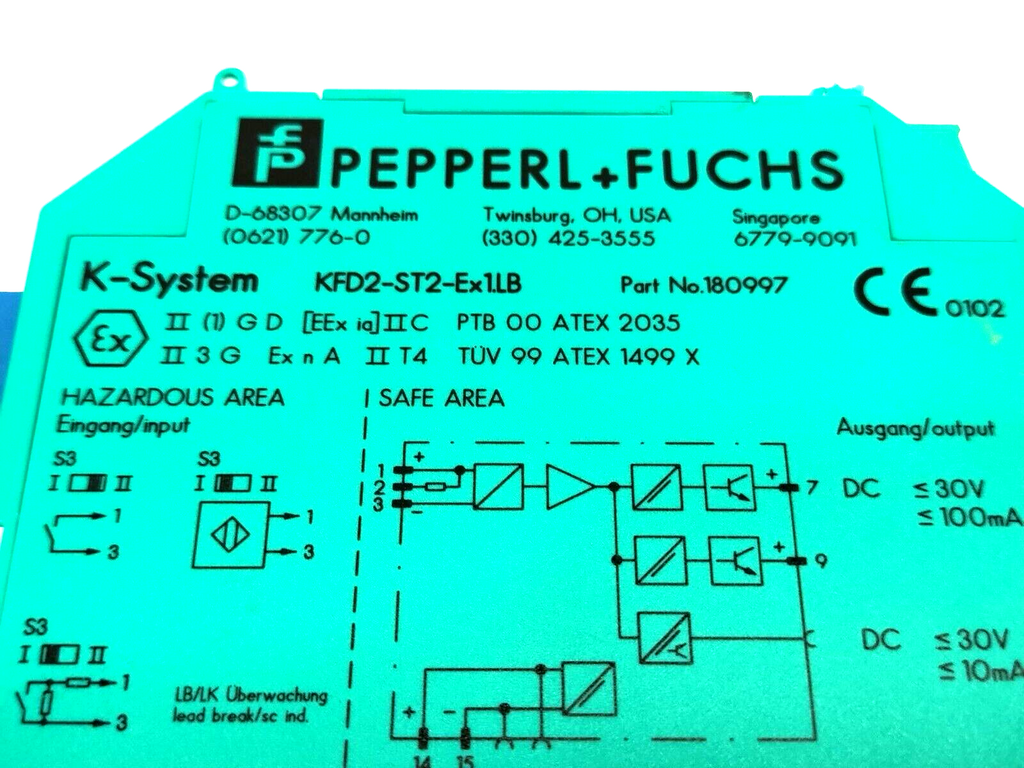 PEPPERL+FUCHS
D-68307 Mannheim Twinsburg, OH, USA Singapore
(0621) 776-0 (330) 425-3555 6779-9091
K-System KFD2-ST2-Ex1.LB Part No.180997 CE 0102
Ex II (1) G D [EEx ia] II C PTB 00 ATEX 2035
II 3 G Ex n A II T4 TÜV 99 ATEX 1499 X
HAZARDOUS AREA SAFE AREA
Eingang/input Ausgang/output
S3 S3
I II I II
1 3
1 3
+ 1
2
3 -
+ 7 DC ≤30V
≤100mA
+ 9
DC ≤30V
≤10mA
S3
I II
1
3
LB/LK Überwachung
lead break/sc ind.
+ -
14 15